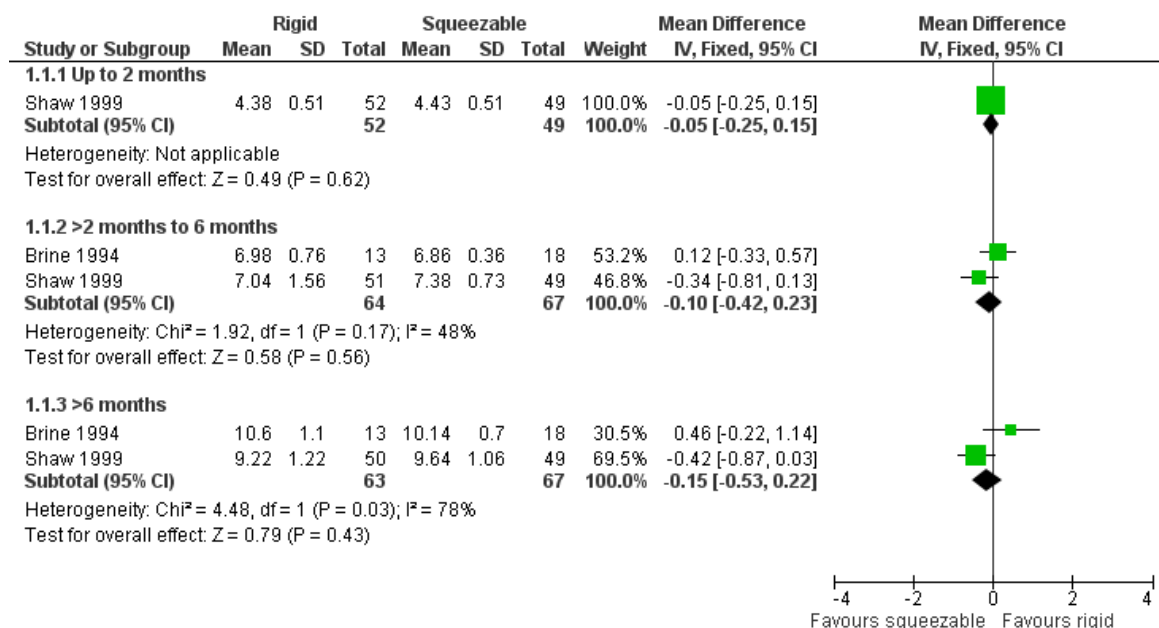 Rigid Squeezable Mean Difference Mean Difference
Study or Subgroup Mean SD Total Mean SD Total Weight IV, Fixed, 95% CI IV, Fixed, 95% CI
1.1.1 Up to 2 months
Shaw 1999 4.38 0.51 52 4.43 0.51 49 100.0% -0.05 [-0.25, 0.15]
Subtotal (95% CI) 52 49 100.0% -0.05 [-0.25, 0.15]
Heterogeneity: Not applicable
Test for overall effect: Z = 0.49 (P = 0.62)
1.1.2 >2 months to 6 months
Brine 1994 6.98 0.76 13 6.86 0.36 18 53.2% 0.12 [-0.33, 0.57]
Shaw 1999 7.04 1.56 51 7.38 0.73 49 46.8% -0.34 [-0.81, 0.13]
Subtotal (95% CI) 64 67 100.0% -0.10 [-0.42, 0.23]
Heterogeneity: Chi² = 1.92, df = 1 (P = 0.17); I² = 48%
Test for overall effect: Z = 0.58 (P = 0.56)
1.1.3 >6 months
Brine 1994 10.6 1.1 13 10.14 0.7 18 30.5% 0.46 [-0.22, 1.14]
Shaw 1999 9.22 1.22 50 9.64 1.06 49 69.5% -0.42 [-0.87, 0.03]
Subtotal (95% CI) 63 67 100.0% -0.15 [-0.53, 0.22]
Heterogeneity: Chi² = 4.48, df = 1 (P = 0.03); I² = 78%
Test for overall effect: Z = 0.79 (P = 0.43)
-4 -2 0 2 4
Favours squeezable Favours rigid